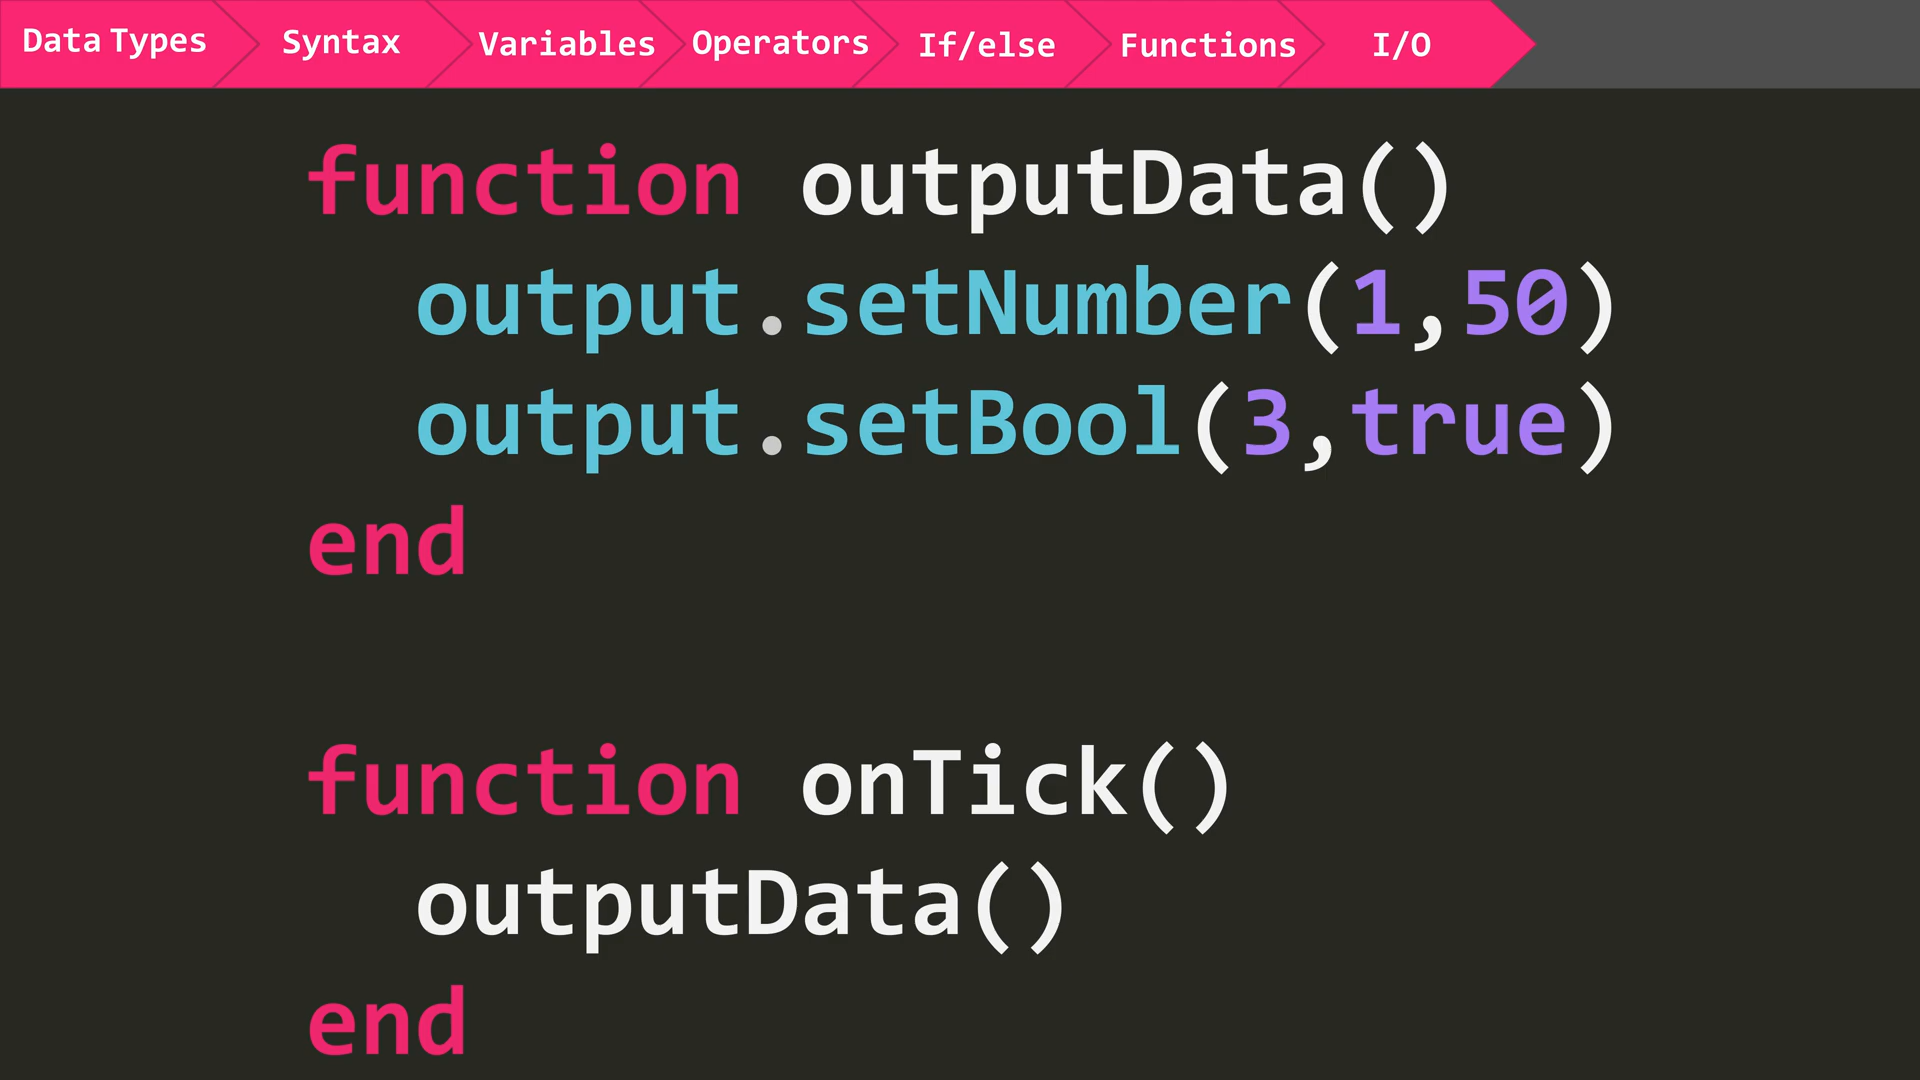 Data Types Syntax Variables Operators If/else Functions I/O
function outputData()
output.setNumber(1,50)
output.setBool(3,true)
end
function onTick()
outputData()
end